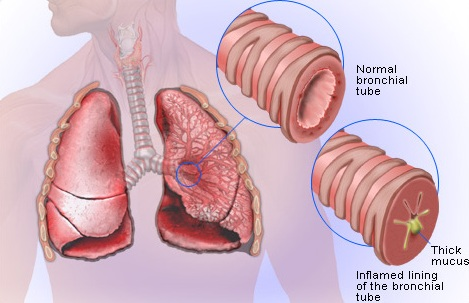 Normal
bronchial
tube
Thick
mucus
Inflamed lining
of the bronchial
tube